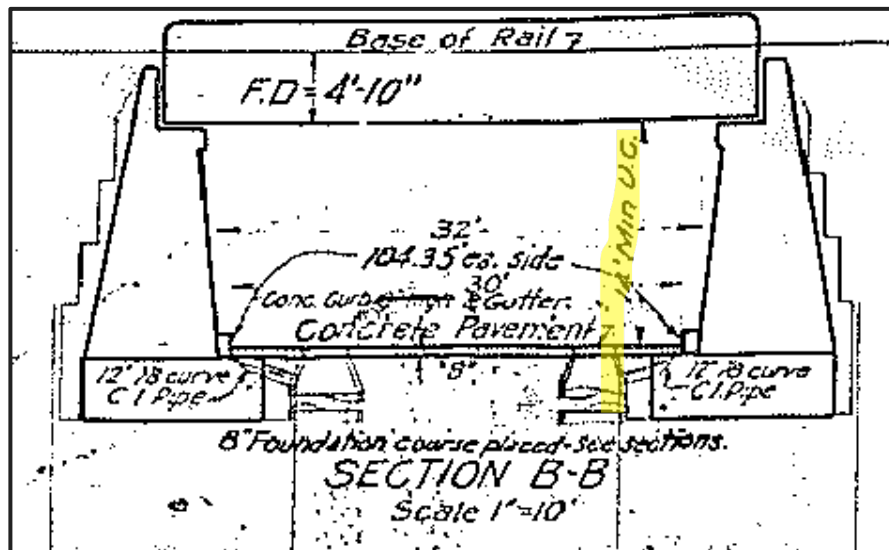 Base of Rail
F.D = 4'-10"
14' Min U.G.
32'
104.35' ea. side
30'
Conc. Curb & Gutter.
Concrete Pavement
"8"
12" 1/8 curve
C.I. Pipe
12" 1/8 curve
C.I. Pipe
8" Foundation course placed - see sections.
SECTION B-B
Scale 1"=10'